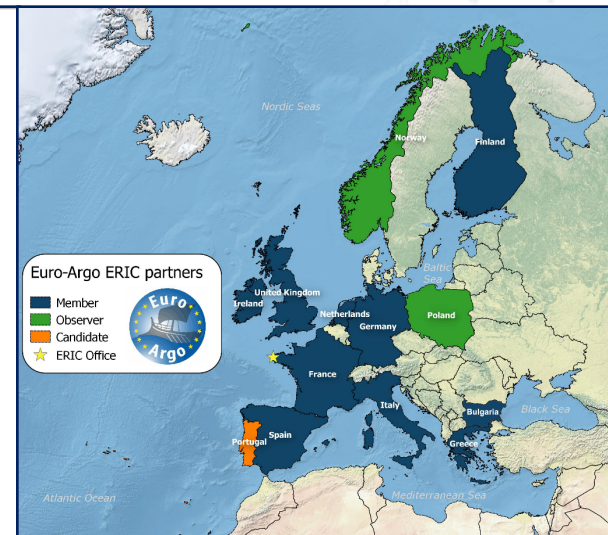 Nordic Seas
Norway
Finland
Baltic
Sea
Euro-Argo ERIC partners
Member
Observer
Candidate
ERIC Office
Euro
Argo
United Kingdom
Ireland
Netherlands
Germany
Poland
France
Italy
Bulgaria
Black Sea
Spain
Portugal
Greece
Atlantic Ocean
Mediterranean Sea